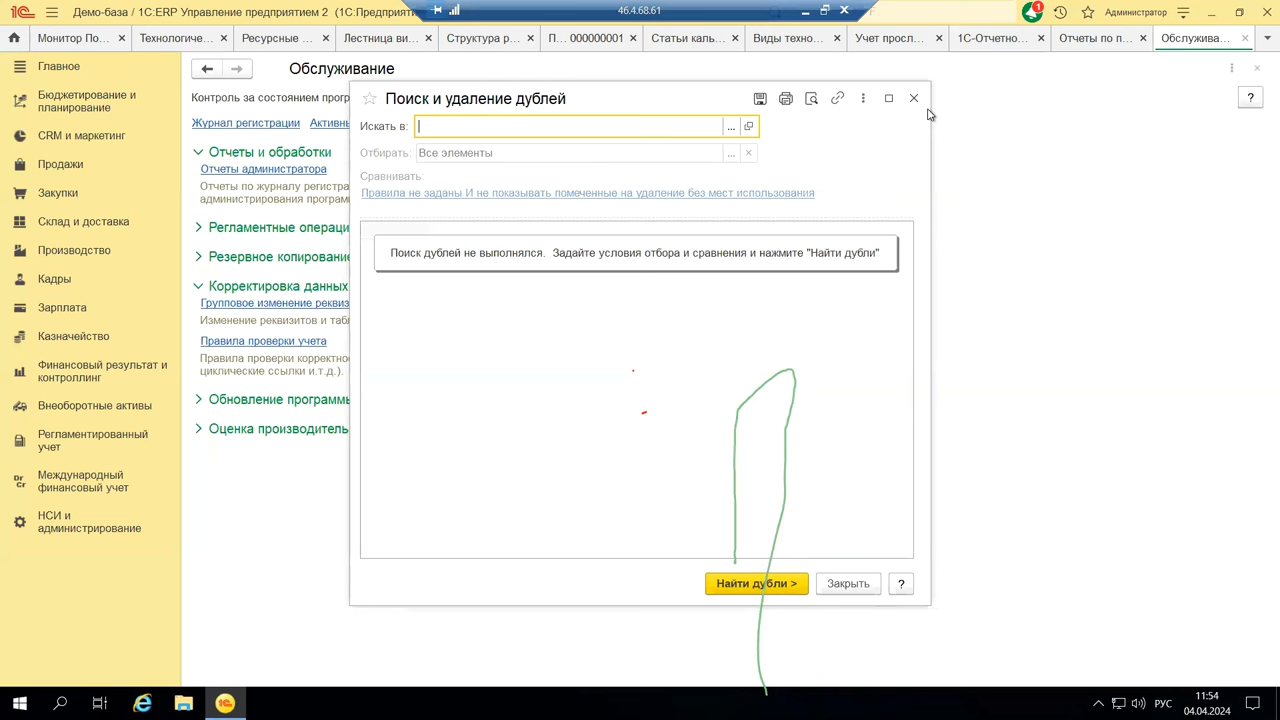 Демо-база / 1С:ERP Управление предприятием 2 (1С:Предприят
46.4.68.61
1
Администратор
Монитор По...
Технологиче...
Ресурсные ...
Лестница ви...
Структура р...
П... 000000001
Статьи каль...
Виды техно...
Учет просл...
1С-Отчетно...
Отчеты по п...
Обслужива...
Главное
Бюджетирование и
планирование
CRM и маркетинг
Продажи
Закупки
Склад и доставка
Производство
Кадры
Зарплата
Казначейство
Финансовый результат и
контроллинг
Внеоборотные активы
Регламентированный
учет
Dr
Cr
Международный
финансовый учет
НСИ и
администрирование
Обслуживание
Контроль за состоянием прог
?
Журнал регистрации Активны
Отчеты и обработки
Отчеты администратора
Отчеты по журналу регистра
администрирования програм
Регламентные операци
Резервное копирование
Корректировка данных
Групповое изменение реквиз
Изменение реквизитов и таб
Правила проверки учета
Правила проверки корректнос
циклические ссылки и.т.д.).
Обновление программы
Оценка производитель
Поиск и удаление дублей
Искать в:
...
Отбирать: Все элементы
...
Сравнивать:
Правила не заданы И не показывать помеченные на удаление без мест использования
Поиск дублей не выполнялся. Задайте условия отбора и сравнения и нажмите "Найти дубли"
Найти дубли >
Закрыть
?
РУС
11:54
04.04.2024